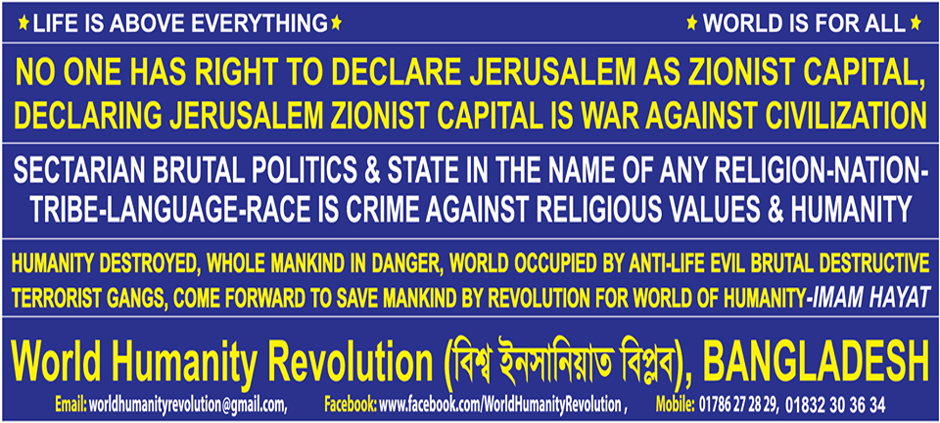 ★LIFE IS ABOVE EVERYTHING★ ★WORLD IS FOR ALL★
NO ONE HAS RIGHT TO DECLARE JERUSALEM AS ZIONIST CAPITAL,
DECLARING JERUSALEM ZIONIST CAPITAL IS WAR AGAINST CIVILIZATION
SECTARIAN BRUTAL POLITICS & STATE IN THE NAME OF ANY RELIGION-NATION-
TRIBE-LANGUAGE-RACE IS CRIME AGAINST RELIGIOUS VALUES & HUMANITY
HUMANITY DESTROYED, WHOLE MANKIND IN DANGER, WORLD OCCUPIED BY ANTI-LIFE EVIL BRUTAL DESTRUCTIVE
TERRORIST GANGS, COME FORWARD TO SAVE MANKIND BY REVOLUTION FOR WORLD OF HUMANITY-IMAM HAYAT
World Humanity Revolution (বিশ্ব ইনসানিয়াত বিপ্লব), BANGLADESH
Email: worldhumanityrevolution@gmail.com, Facebook: www.facebook.com/WorldHumanityRevolution , Mobile: 01786 27 28 29, 01832 30 36 34